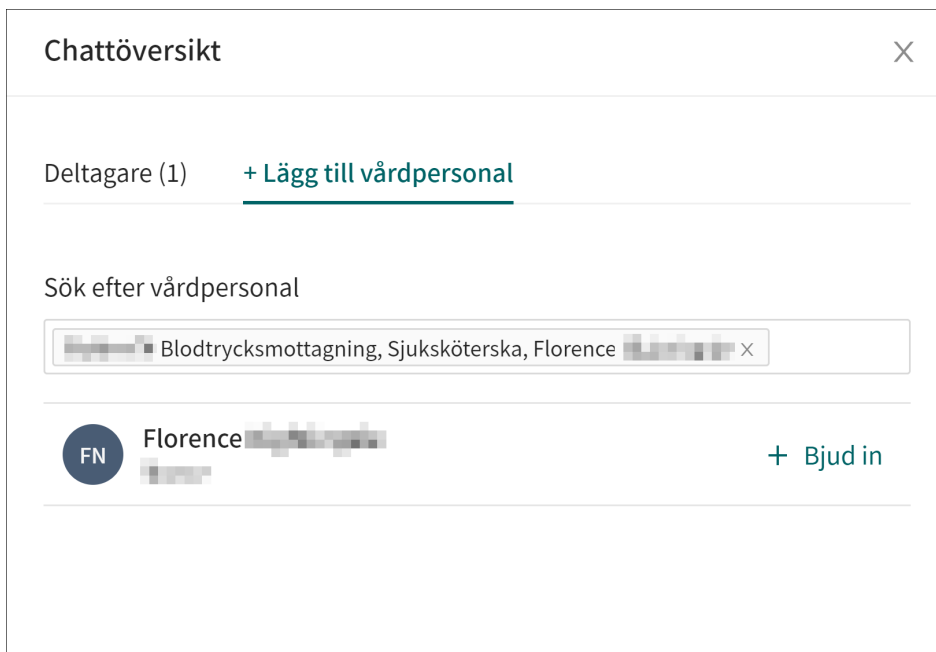 Chattöversikt
X
Deltagare (1)
+ Lägg till vårdpersonal
Sök efter vårdpersonal
Blodtrycksmottagning, Sjuksköterska, Florence
Florence
FN
+ Bjud in